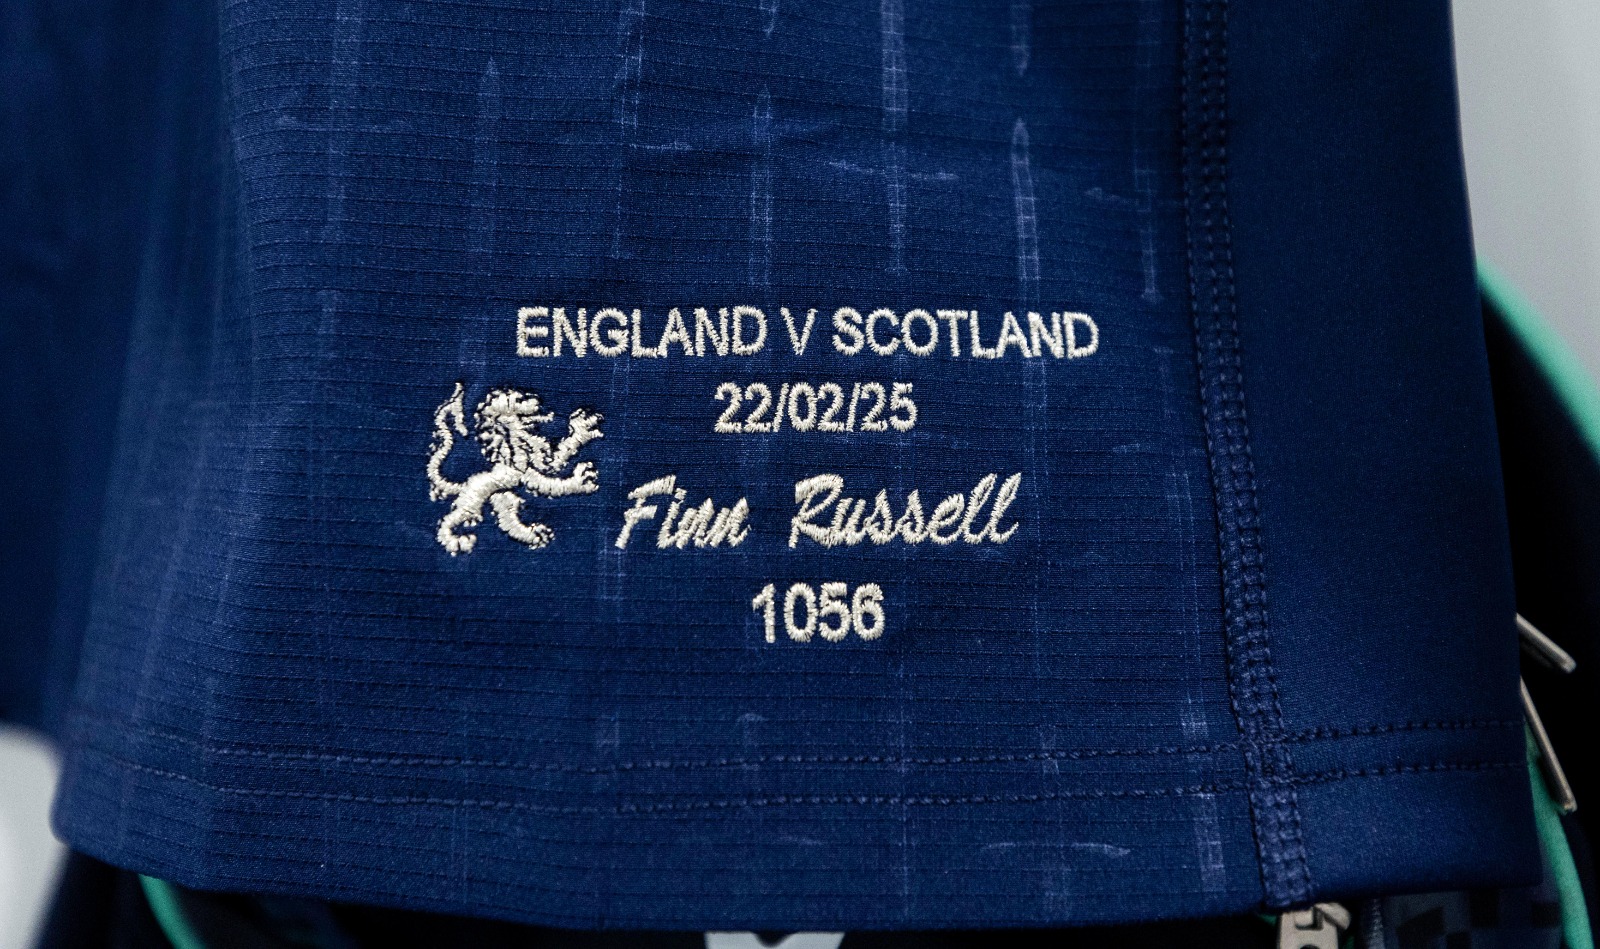 ENGLAND V SCOTLAND
22/02/25
Finn Russell
1056